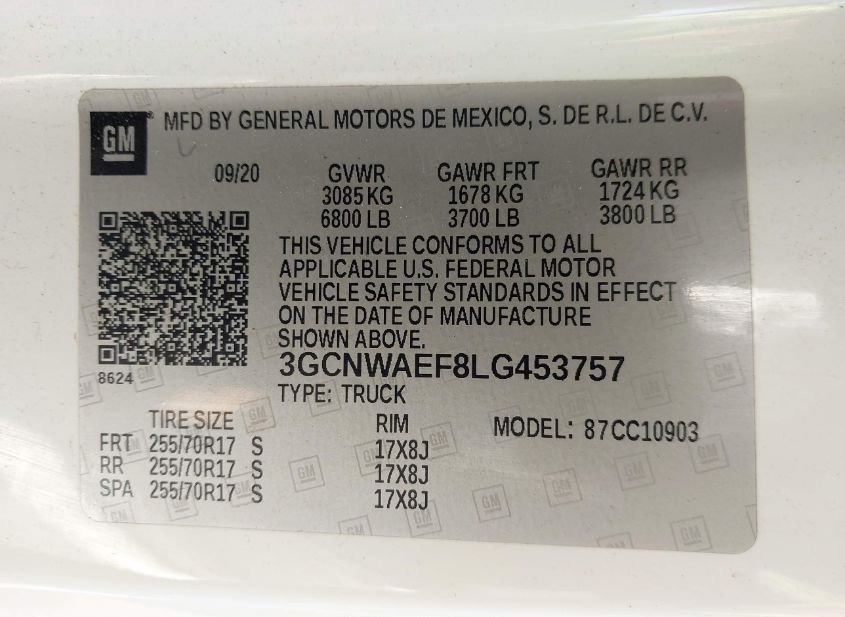 GM
MFD BY GENERAL MOTORS DE MEXICO, S. DE R.L. DE C.V.
09/20 GVWR GAWR FRT GAWR RR
3085 KG 1678 KG 1724 KG
6800 LB 3700 LB 3800 LB
THIS VEHICLE CONFORMS TO ALL
APPLICABLE U.S. FEDERAL MOTOR
VEHICLE SAFETY STANDARDS IN EFFECT
ON THE DATE OF MANUFACTURE
SHOWN ABOVE.
3GCNWAEF8LG453757
8624
TYPE: TRUCK
TIRE SIZE RIM MODEL: 87CC10903
FRT 255/70R17 S 17X8J
RR 255/70R17 S 17X8J
SPA 255/70R17 S 17X8J